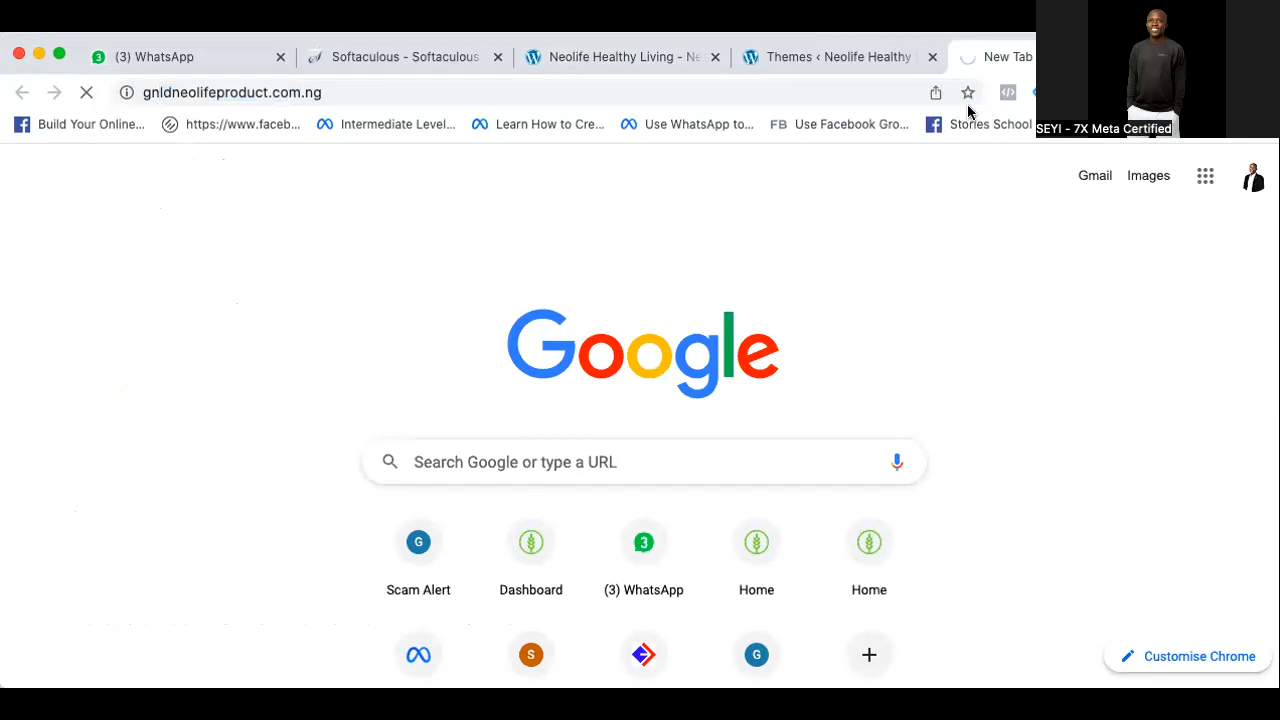 (3) WhatsApp
Softaculous - Softaculous
Neolife Healthy Living - Ne
Themes ‹ Neolife Healthy
New Tab
gnldneolifeproduct.com.ng
Build Your Online...
https://www.faceb...
Intermediate Level...
Learn How to Cre...
Use WhatsApp to...
FB Use Facebook Gro...
Stories School
SEYI - 7X Meta Certified
Gmail Images
Google
Search Google or type a URL
G
3
Scam Alert
Dashboard
(3) WhatsApp
Home
Home
S
G
Customise Chrome